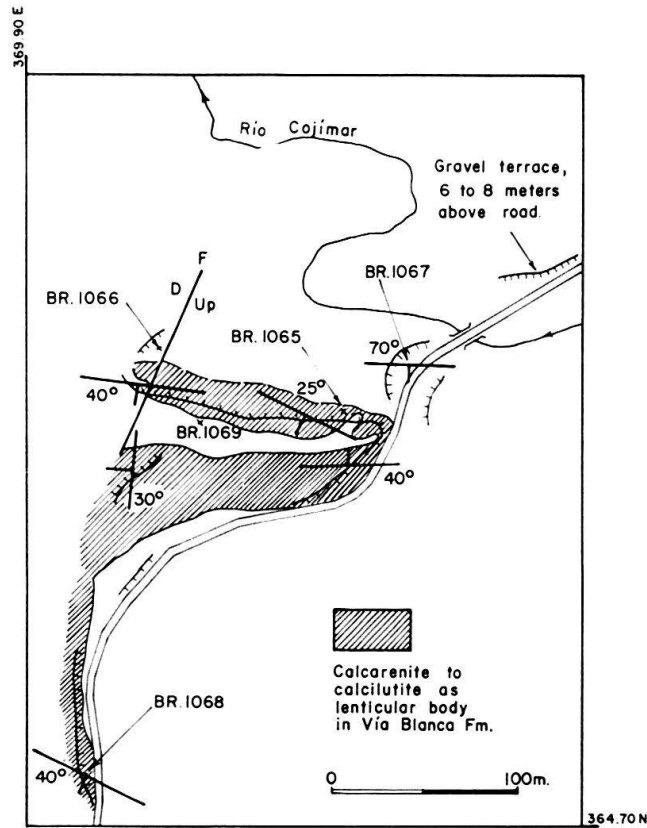 369.90 E
Río Cojímar
Gravel terrace,
6 to 8 meters
above road.
F
BR. 1067
D
Up
BR. 1066
BR. 1065
70°
25°
40°
BR. 1069
40°
30°
Calcarenite to
calcilutite as
lenticular body
in Vía Blanca Fm.
BR. 1068
40°
0
100m.
364.70 N